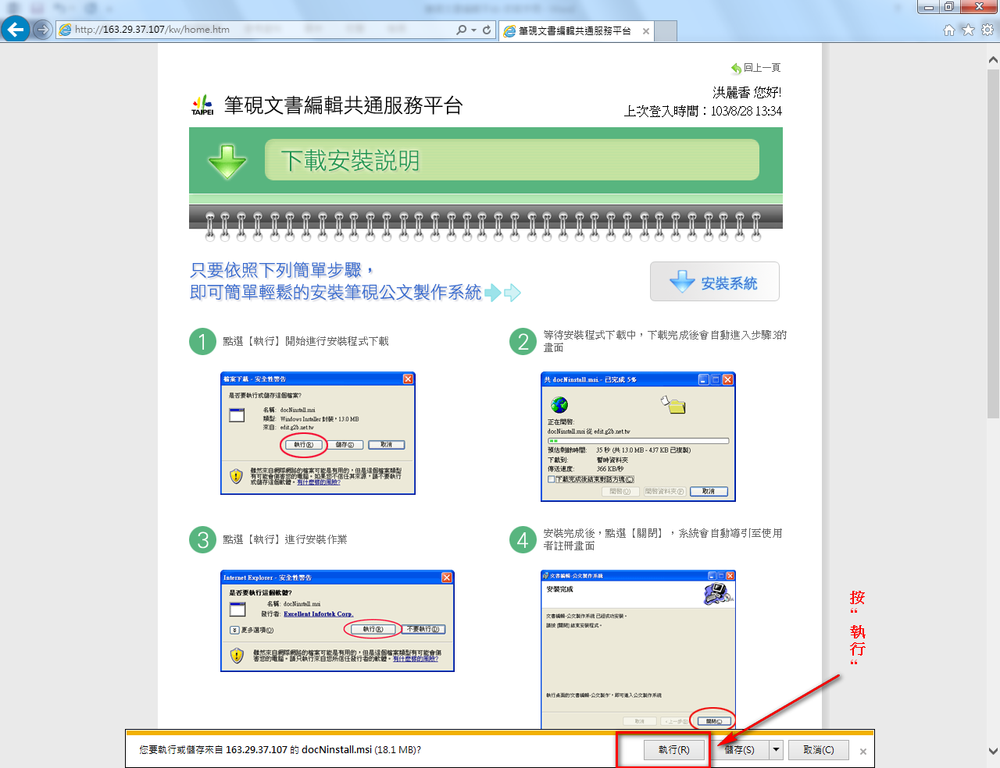 http://163.29.37.107/kw/home.htm
筆硯文書編輯共通服務平台
回上一頁
洪麗香 您好!
上次登入時間：103/8/28 13:34
TAIPEI
筆硯文書編輯共通服務平台
下載安裝説明
只要依照下列簡單步驟，
即可簡單輕鬆的安裝筆硯公文製作系統
安裝系統
1
點選【執行】開始進行安裝程式下載
檔案下載 - 安全性警告
是否要執行或儲存這個檔案?
名稱: docNinstall.msi
類型: Windows Installer 封裝，13.0 MB
來自: edit.g2b.net.tw
執行(R)
儲存(S)
取消
雖然來自網際網路的檔案可能是有用的，但是這個檔案類型
有可能會傷害您的電腦。如果您不信任其來源，請不要執行
或儲存這個軟體。有什麼樣的風險?
2
等待安裝程式下載中，下載完成後會自動進入步驟3的
畫面
共 docNinstall.msi - 已完成 5%
正在開啓:
docNinstall.msi 從 edit.g2b.net.tw
預估剩餘時間: 35 秒 (共 13.0 MB - 437 KB 已複製)
下載到: 暫時資料夾
傳送速度: 366 KB/秒
下載完成後結束對話方塊(C)
開啓(O)
開啓資料夾(F)
取消
3
點選【執行】進行安裝作業
Internet Explorer - 安全性警告
是否要執行這個軟體?
名稱: docNinstall.msi
發行者: Excellent Infortek Corp.
更多選項(O)
執行(R)
不要執行(D)
雖然來自網際網路的檔案可能是有用的，但是這個檔案類型有可能會傷
害您的電腦。請只執行來自您所信任發行者的軟體。有什麼樣的風險?
4
安裝完成後，點選【關閉】，系統會自動導引至使用
者註冊畫面
文書編輯-公文製作系統
安裝完成
文書編輯-公文製作系統 已經成功安裝。
請按 [關閉] 結束安裝程式。
執行桌面的'文書編輯-公文製作'，即可進入公文製作系統
取消
<上一步(B)
關閉(C)
按“執行“
您要執行或儲存來自 163.29.37.107 的 docNinstall.msi (18.1 MB)?
執行(R)
儲存(S)
取消(C)